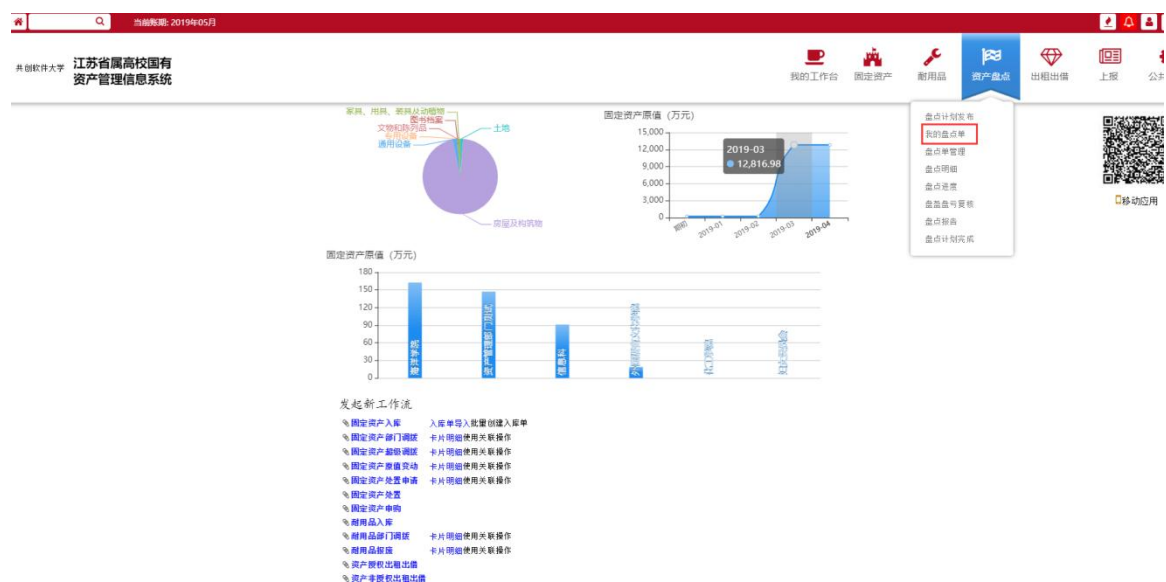 当前账期: 2019年05月
共创软件大学
江苏省属高校国有
资产管理信息系统
我的工作台
固定资产
耐用品
资产盘点
出租出借
上报
公共
盘点计划发布
我的盘点单
盘点单管理
盘点明细
盘点进度
盘盈盘亏复核
盘点报告
盘点计划完成
移动应用
家具、用具、装具及动植物
图书档案
文物和陈列品
专用设备
通用设备
土地
房屋及构筑物
固定资产原值 (万元)
15,000
12,000
9,000
6,000
3,000
0
2019-03
12,816.98
期初
2019-01
2019-02
2019-03
2019-04
固定资产原值 (万元)
180
150
120
90
60
30
0
海洋学院
资产管理部门测试
信息科
发起新工作流
固定资产入库 入库单导入批量创建入库单
固定资产部门调拨 卡片明细使用关联操作
固定资产超级调拨 卡片明细使用关联操作
固定资产原值变动 卡片明细使用关联操作
固定资产处置申请 卡片明细使用关联操作
固定资产处置
固定资产申购
耐用品入库
耐用品部门调拨 卡片明细使用关联操作
耐用品报废 卡片明细使用关联操作
资产授权出租出借
资产非授权出租出借